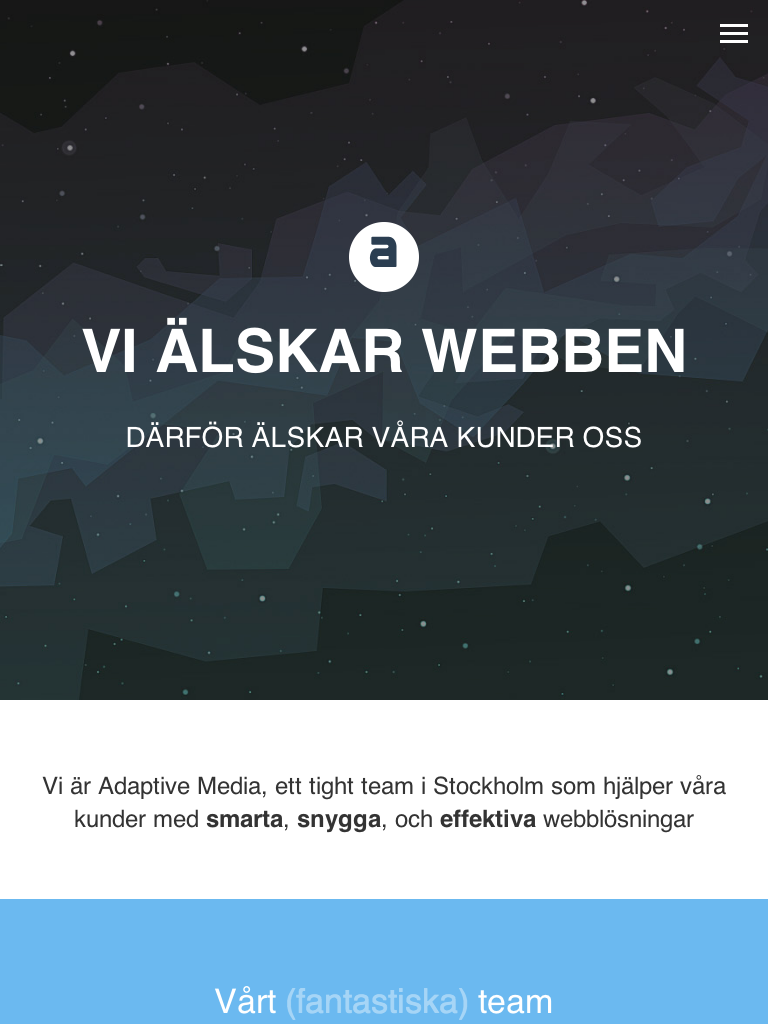 a
VI ÄLSKAR WEBBEN
DÄRFÖR ÄLSKAR VÅRA KUNDER OSS
Vi är Adaptive Media, ett tight team i Stockholm som hjälper våra
kunder med smarta, snygga, och effektiva webblösningar
Vårt (fantastiska) team